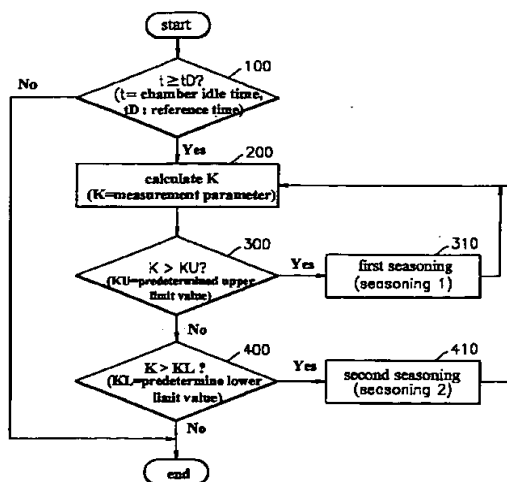 start
100
No
t ≥ tD?
(t= chamber idle time,
tD : reference time)
Yes
200
calculate K
(K=measurement parameter)
300
K > KU?
(KU=predetermined upper
limit value)
Yes
310
first seasoning
(seasoning 1)
No
400
K > KL ?
(KL=predetermine lower
limit value)
Yes
410
second seasoning
(seasoning 2)
No
end